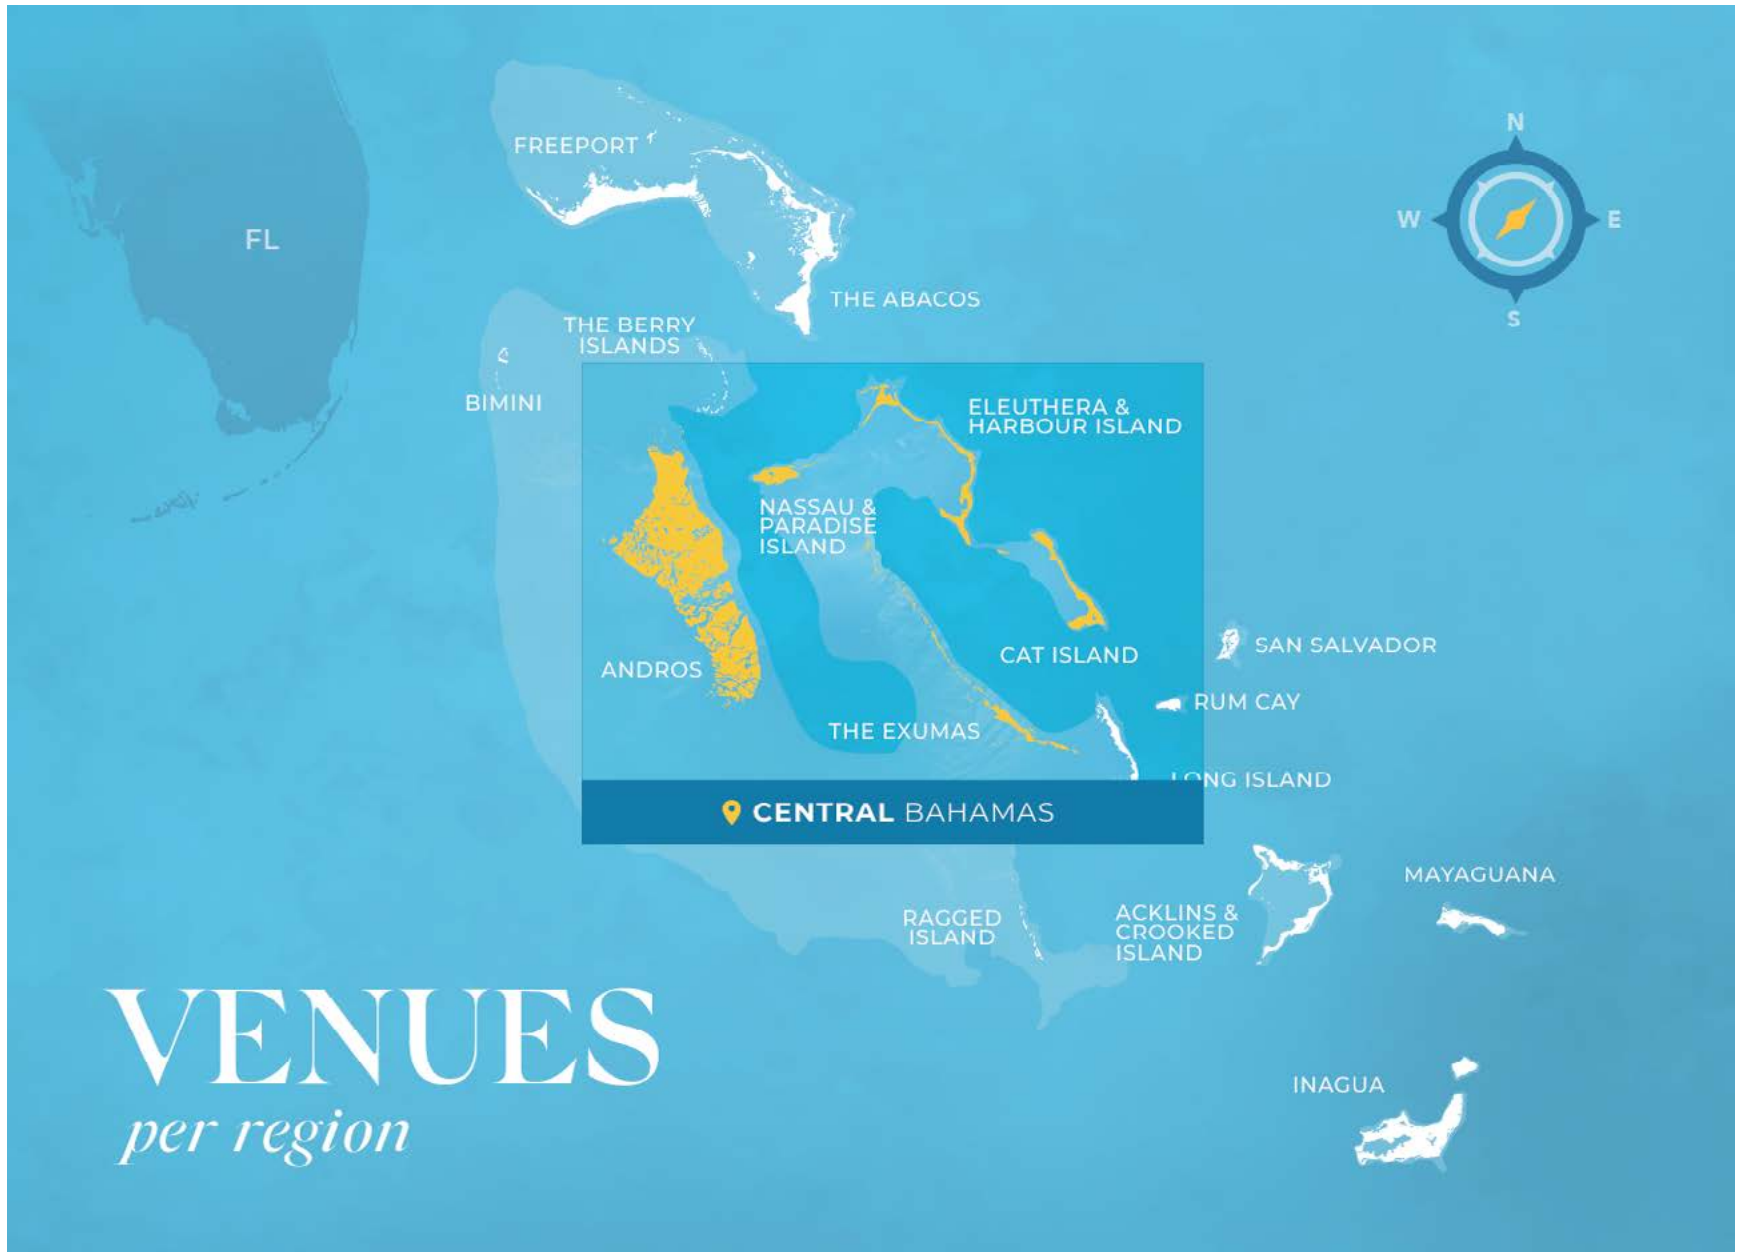 N
FREEPORT
W
E
FL
THE ABACOS
S
THE BERRY
ISLANDS
BIMINI
ELEUTHERA &
HARBOUR ISLAND
NASSAU &
PARADISE
ISLAND
SAN SALVADOR
CAT ISLAND
ANDROS
RUM CAY
THE EXUMAS
LONG ISLAND
CENTRAL BAHAMAS
MAYAGUANA
RAGGED
ISLAND
ACKLINS &
CROOKED
ISLAND
VENUES
per region
INAGUA